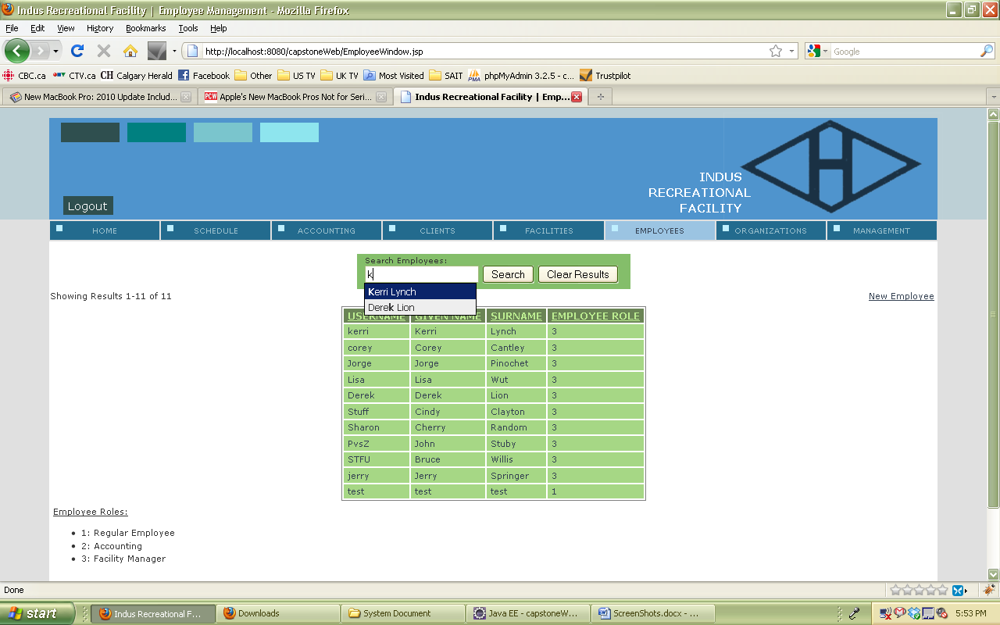 Indus Recreational Facility | Employee Management - Mozilla Firefox
File Edit View History Bookmarks Tools Help
http://localhost:8080/capstoneWeb/EmployeeWindow.jsp
Google
CBC.ca CTV.ca CH Calgary Herald Facebook Other US TV UK TV Most Visited SAIT PMA phpMyAdmin 3.2.5 - c... Trustpilot
New MacBook Pro: 2010 Update Includ... PCW Apple's New MacBook Pros Not for Seri... Indus Recreational Facility | Emp...
INDUS
RECREATIONAL
FACILITY
H
Logout
HOME SCHEDULE ACCOUNTING CLIENTS FACILITIES EMPLOYEES ORGANIZATIONS MANAGEMENT
Search Employees:
k Search Clear Results
Kerri Lynch
Derek Lion
Showing Results 1-11 of 11
New Employee
USERNAME GIVEN NAME SURNAME EMPLOYEE ROLE
kerri Kerri Lynch 3
corey Corey Cantley 3
Jorge Jorge Pinochet 3
Lisa Lisa Wut 3
Derek Derek Lion 3
Stuff Cindy Clayton 3
Sharon Cherry Random 3
PvsZ John Stuby 3
STFU Bruce Willis 3
jerry Jerry Springer 3
test test test 1
Employee Roles:
1: Regular Employee
2: Accounting
3: Facility Manager
Done
start Indus Recreational F... Downloads System Document Java EE - capstoneW... ScreenShots.docx - ... 5:53 PM